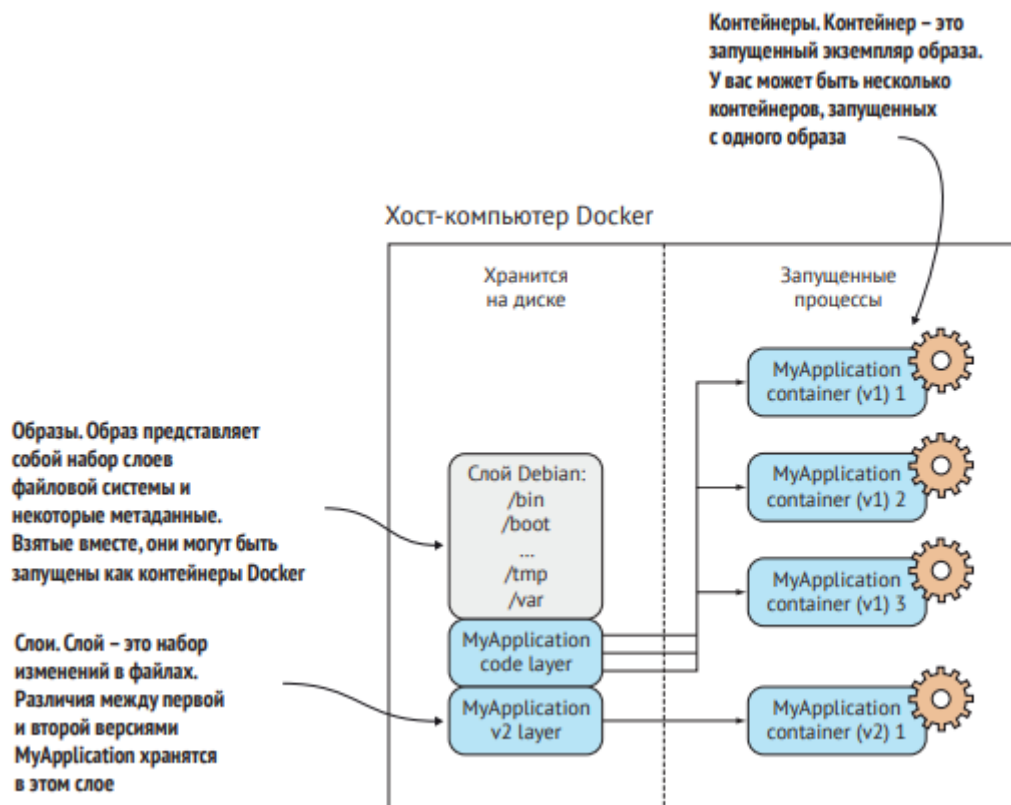 Контейнеры. Контейнер – это
запущенный экземпляр образа.
У вас может быть несколько
контейнеров, запущенных
с одного образа
Хост-компьютер Docker
Хранится
на диске
Запущенные
процессы
MyApplication
container (v1) 1
Образы. Образ представляет
собой набор слоев
файловой системы и
некоторые метаданные.
Взятые вместе, они могут быть
запущены как контейнеры Docker
Слой Debian:
/bin
/boot
...
/tmp
/var
MyApplication
container (v1) 2
MyApplication
container (v1) 3
Слои. Слой – это набор
изменений в файлах.
Различия между первой
и второй версиями
MyApplication хранятся
в этом слое
MyApplication
code layer
MyApplication
v2 layer
MyApplication
container (v2) 1